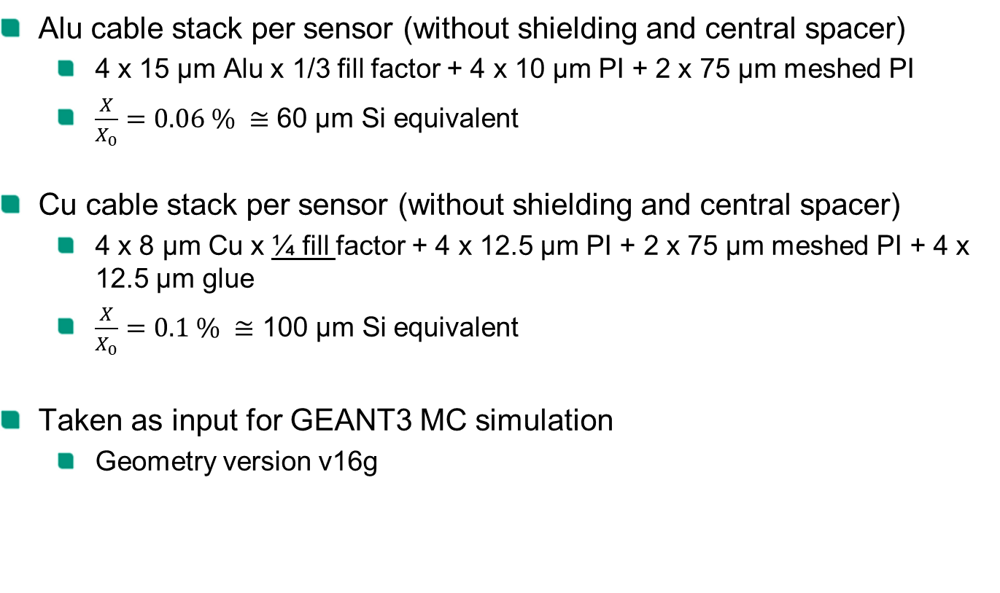 Alu cable stack per sensor (without shielding and central spacer)
4 x 15 µm Alu x 1/3 fill factor + 4 x 10 µm PI + 2 x 75 µm meshed PI
X/X₀ = 0.06 % ≅ 60 µm Si equivalent
Cu cable stack per sensor (without shielding and central spacer)
4 x 8 µm Cu x ¼ fill factor + 4 x 12.5 µm PI + 2 x 75 µm meshed PI + 4 x
12.5 µm glue
X/X₀ = 0.1 % ≅ 100 µm Si equivalent
Taken as input for GEANT3 MC simulation
Geometry version v16g